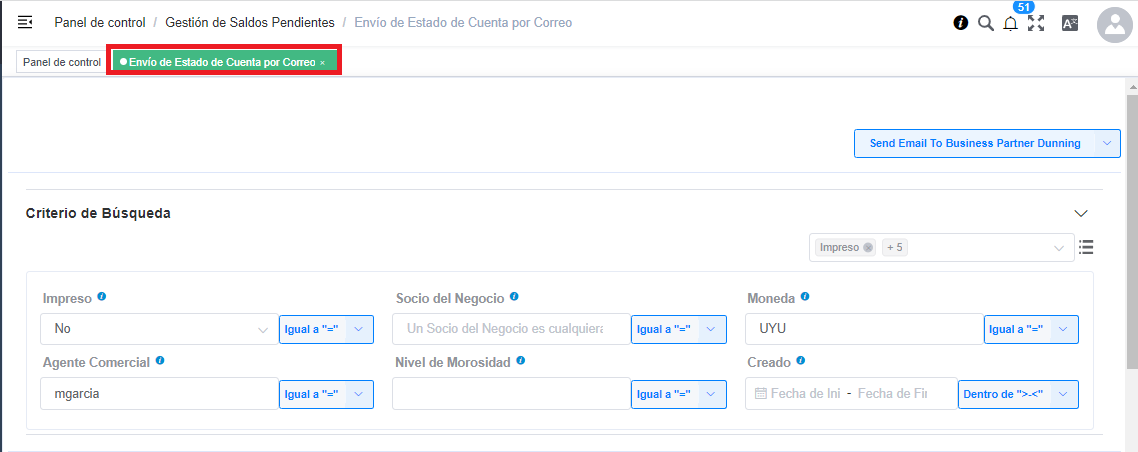 Panel de control / Gestión de Saldos Pendientes / Envío de Estado de Cuenta por Correo
51
Panel de control
Envío de Estado de Cuenta por Correo ×
Send Email To Business Partner Dunning
Criterio de Búsqueda
Impreso + 5
Impreso Socio del Negocio Moneda
No Igual a "=" Un Socio del Negocio es cualquiera Igual a "=" UYU Igual a "="
Agente Comercial Nivel de Morosidad Creado
mgarcia Igual a "=" Igual a "=" Fecha de Ini - Fecha de Fin Dentro de ">-<"